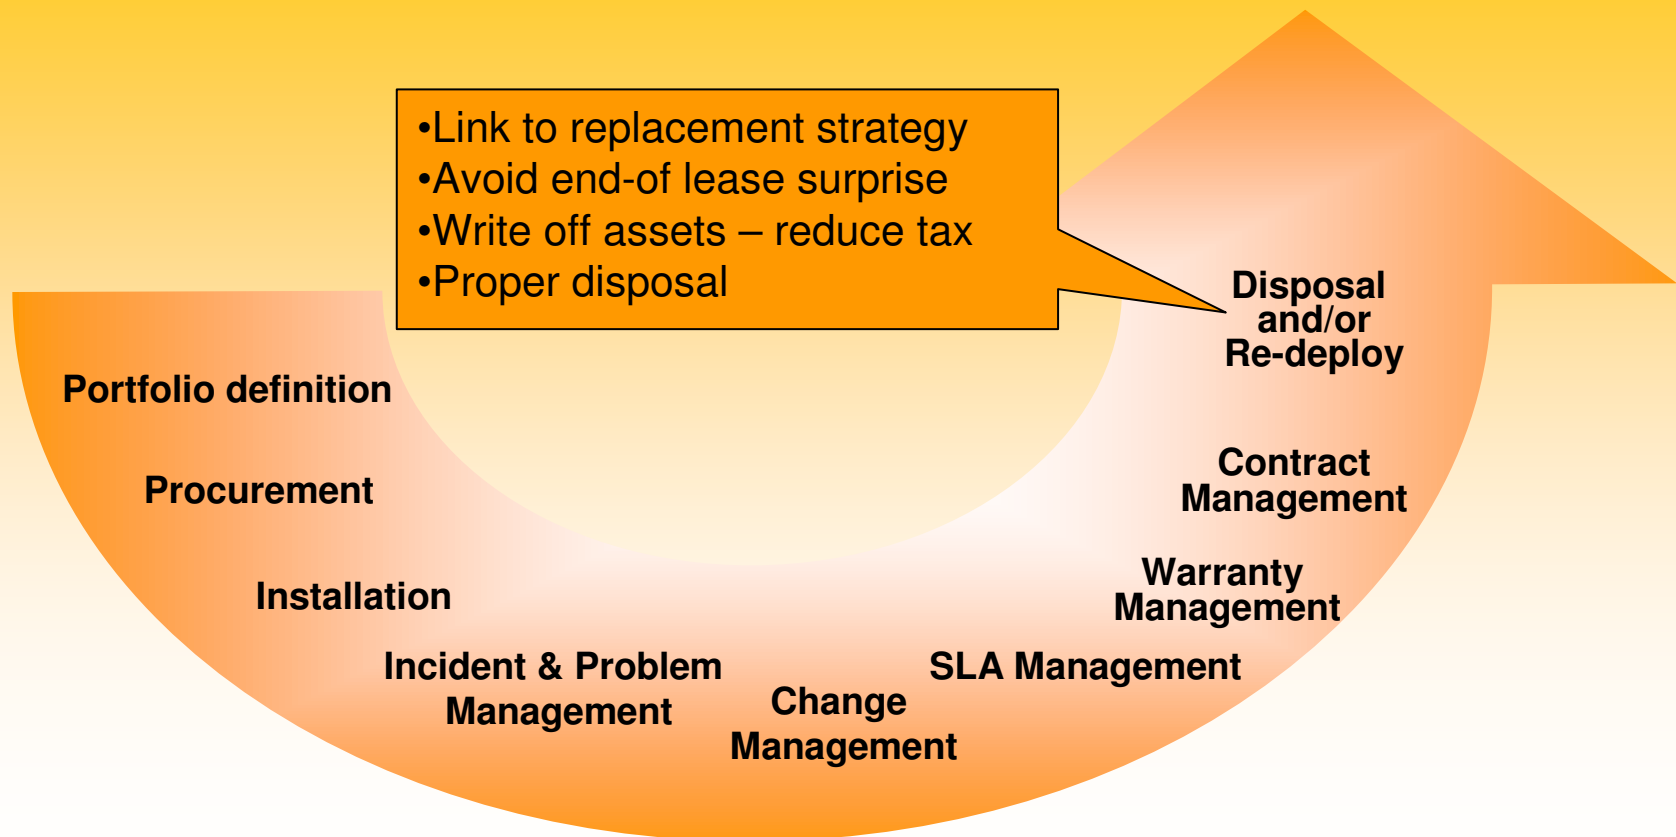 •Link to replacement strategy
•Avoid end-of lease surprise
•Write off assets – reduce tax
•Proper disposal
Portfolio definition
Procurement
Installation
Incident & Problem
Management
Change
Management
SLA Management
Warranty
Management
Contract
Management
Disposal
and/or
Re-deploy